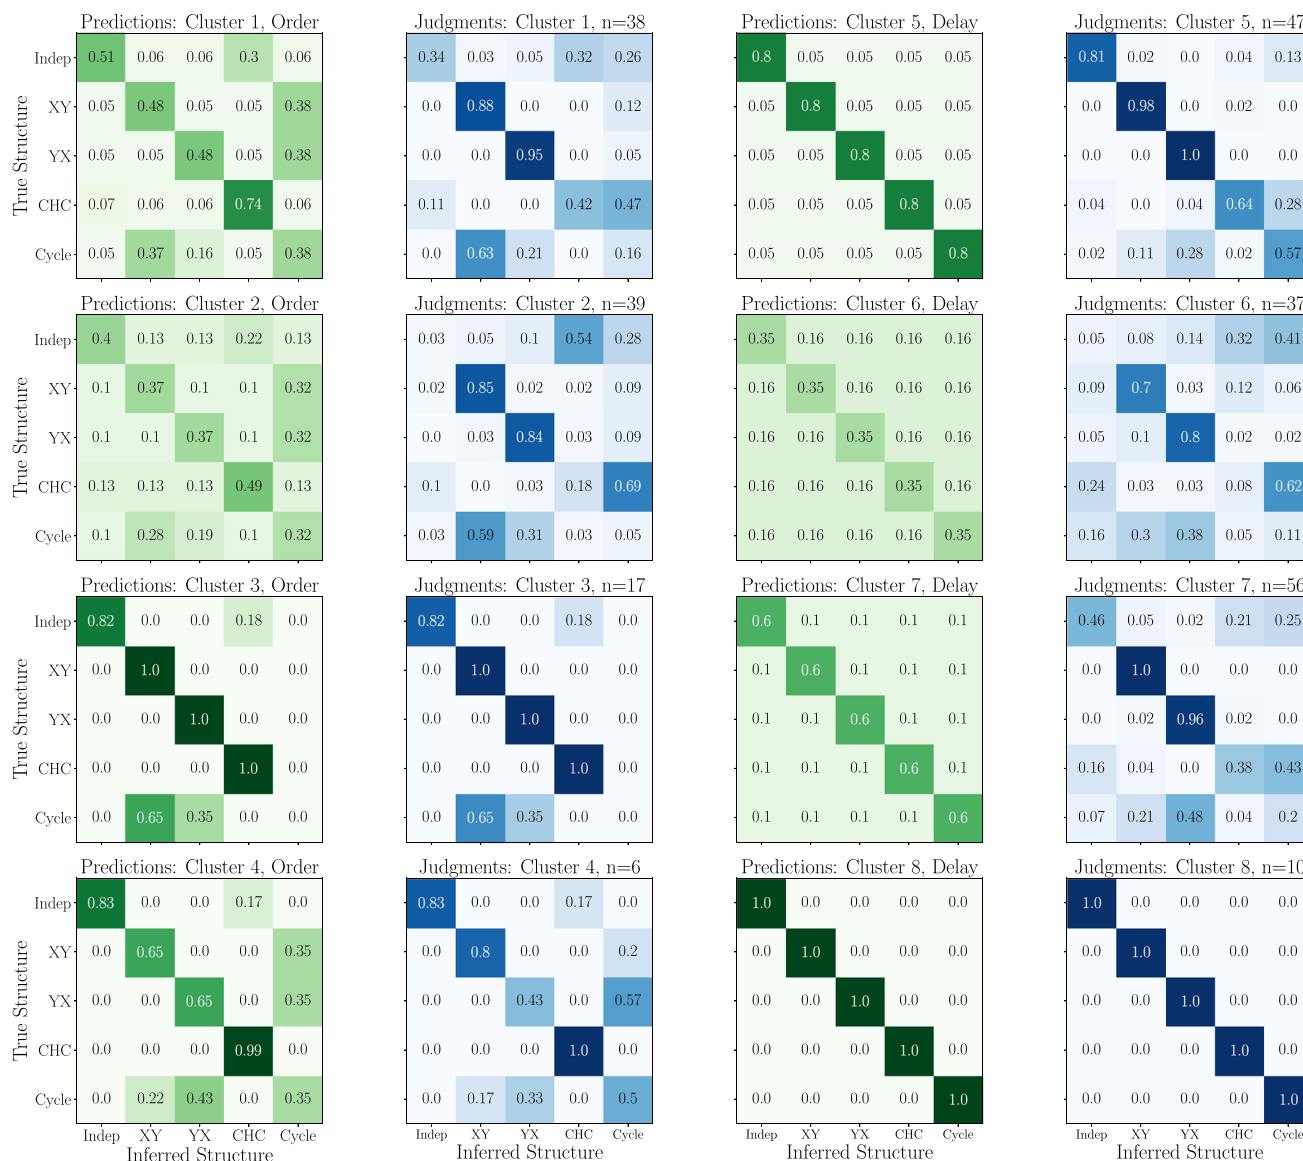 Predictions: Cluster 1, Order
Judgments: Cluster 1, n=38
Predictions: Cluster 5, Delay
Judgments: Cluster 5, n=47
True Structure
Indep 0.51 0.06 0.06 0.3 0.06
XY 0.05 0.48 0.05 0.05 0.38
YX 0.05 0.05 0.48 0.05 0.38
CHC 0.07 0.06 0.06 0.74 0.06
Cycle 0.05 0.37 0.16 0.05 0.38
0.34 0.03 0.05 0.32 0.26
0.0 0.88 0.0 0.0 0.12
0.0 0.0 0.95 0.0 0.05
0.11 0.0 0.0 0.42 0.47
0.0 0.63 0.21 0.0 0.16
0.8 0.05 0.05 0.05 0.05
0.05 0.8 0.05 0.05 0.05
0.05 0.05 0.8 0.05 0.05
0.05 0.05 0.05 0.8 0.05
0.05 0.05 0.05 0.05 0.8
0.81 0.02 0.0 0.04 0.13
0.0 0.98 0.0 0.02 0.0
0.0 0.0 1.0 0.0 0.0
0.04 0.0 0.04 0.64 0.28
0.02 0.11 0.28 0.02 0.57
Predictions: Cluster 2, Order
Judgments: Cluster 2, n=39
Predictions: Cluster 6, Delay
Judgments: Cluster 6, n=37
True Structure
Indep 0.4 0.13 0.13 0.22 0.13
XY 0.1 0.37 0.1 0.1 0.32
YX 0.1 0.1 0.37 0.1 0.32
CHC 0.13 0.13 0.13 0.49 0.13
Cycle 0.1 0.28 0.19 0.1 0.32
0.03 0.05 0.1 0.54 0.28
0.02 0.85 0.02 0.02 0.09
0.0 0.03 0.84 0.03 0.09
0.1 0.0 0.03 0.18 0.69
0.03 0.59 0.31 0.03 0.05
0.35 0.16 0.16 0.16 0.16
0.16 0.35 0.16 0.16 0.16
0.16 0.16 0.35 0.16 0.16
0.16 0.16 0.16 0.35 0.16
0.16 0.16 0.16 0.16 0.35
0.05 0.08 0.14 0.32 0.41
0.09 0.7 0.03 0.12 0.06
0.05 0.1 0.8 0.02 0.02
0.24 0.03 0.03 0.08 0.62
0.16 0.3 0.38 0.05 0.11
Predictions: Cluster 3, Order
Judgments: Cluster 3, n=17
Predictions: Cluster 7, Delay
Judgments: Cluster 7, n=56
True Structure
Indep 0.82 0.0 0.0 0.18 0.0
XY 0.0 1.0 0.0 0.0 0.0
YX 0.0 0.0 1.0 0.0 0.0
CHC 0.0 0.0 0.0 1.0 0.0
Cycle 0.0 0.65 0.35 0.0 0.0
0.82 0.0 0.0 0.18 0.0
0.0 1.0 0.0 0.0 0.0
0.0 0.0 1.0 0.0 0.0
0.0 0.0 0.0 1.0 0.0
0.0 0.65 0.35 0.0 0.0
0.6 0.1 0.1 0.1 0.1
0.1 0.6 0.1 0.1 0.1
0.1 0.1 0.6 0.1 0.1
0.1 0.1 0.1 0.6 0.1
0.1 0.1 0.1 0.1 0.6
0.46 0.05 0.02 0.21 0.25
0.0 1.0 0.0 0.0 0.0
0.0 0.02 0.96 0.02 0.0
0.16 0.04 0.0 0.38 0.43
0.07 0.21 0.48 0.04 0.2
Predictions: Cluster 4, Order
Judgments: Cluster 4, n=6
Predictions: Cluster 8, Delay
Judgments: Cluster 8, n=10
True Structure
Indep 0.83 0.0 0.0 0.17 0.0
XY 0.0 0.65 0.0 0.0 0.35
YX 0.0 0.0 0.65 0.0 0.35
CHC 0.0 0.0 0.0 0.99 0.0
Cycle 0.0 0.22 0.43 0.0 0.35
Indep XY YX CHC Cycle
Inferred Structure
0.83 0.0 0.0 0.17 0.0
0.0 0.8 0.0 0.0 0.2
0.0 0.0 0.43 0.0 0.57
0.0 0.0 0.0 1.0 0.0
0.0 0.17 0.33 0.0 0.5
Indep XY YX CHC Cycle
Inferred Structure
1.0 0.0 0.0 0.0 0.0
0.0 1.0 0.0 0.0 0.0
0.0 0.0 1.0 0.0 0.0
0.0 0.0 0.0 1.0 0.0
0.0 0.0 0.0 0.0 1.0
Indep XY YX CHC Cycle
Inferred Structure
1.0 0.0 0.0 0.0 0.0
0.0 1.0 0.0 0.0 0.0
0.0 0.0 1.0 0.0 0.0
0.0 0.0 0.0 1.0 0.0
0.0 0.0 0.0 0.0 1.0
Indep XY YX CHC Cycle
Inferred Structure